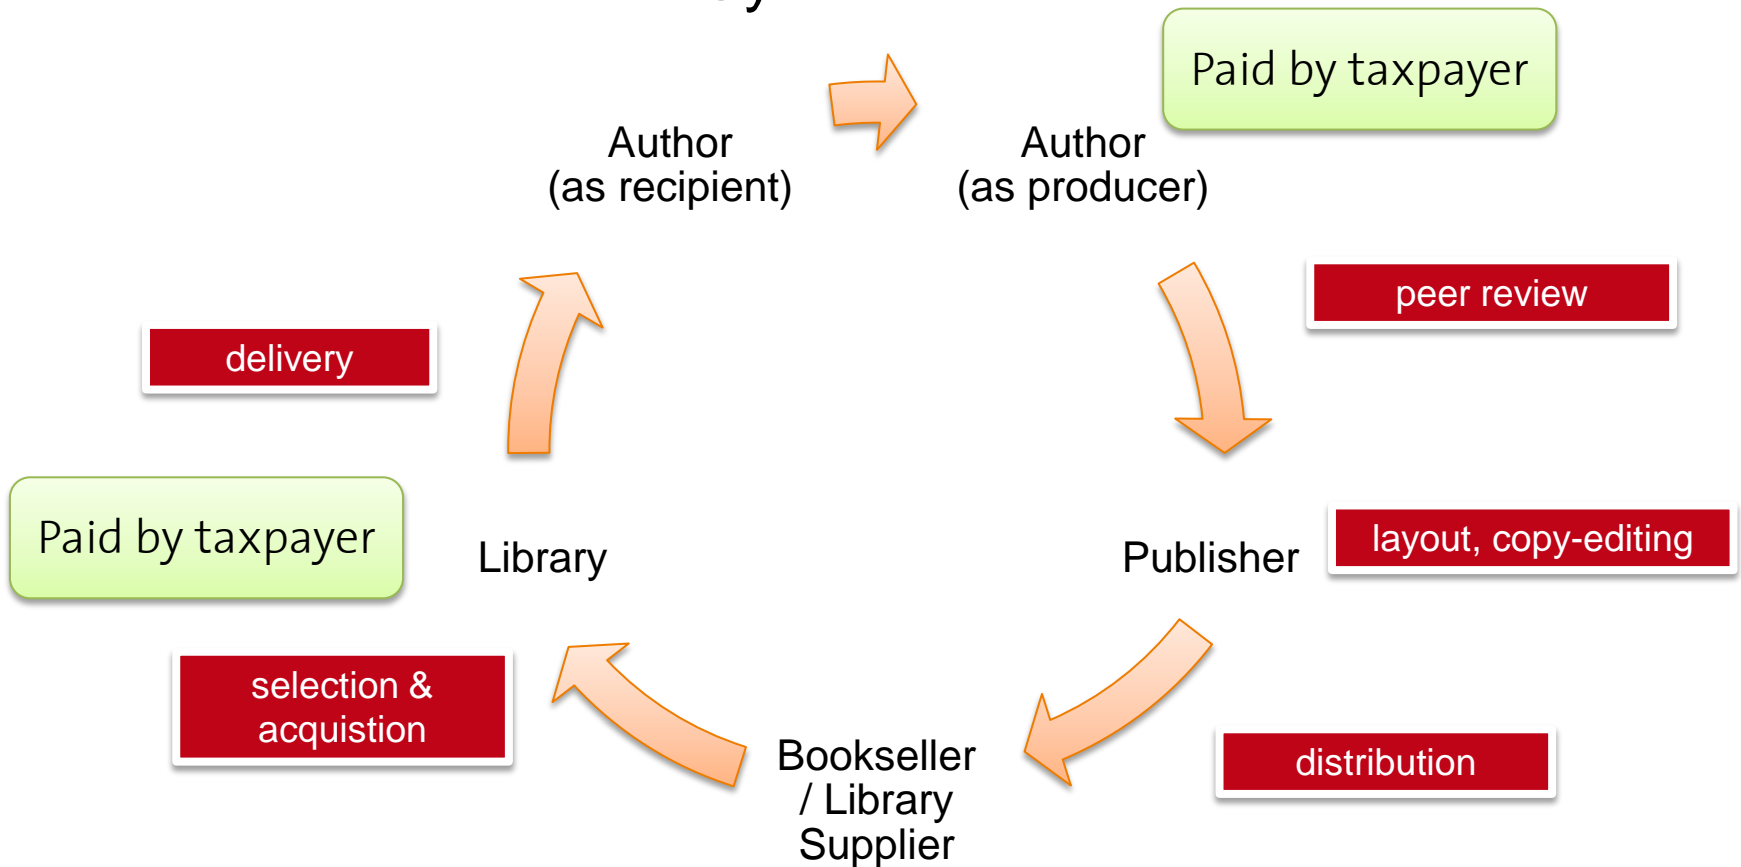 Paid by taxpayer
Author
(as recipient)
Author
(as producer)
peer review
delivery
Paid by taxpayer
Library
Publisher
layout, copy-editing
selection &
acquistion
distribution
Bookseller
/ Library
Supplier